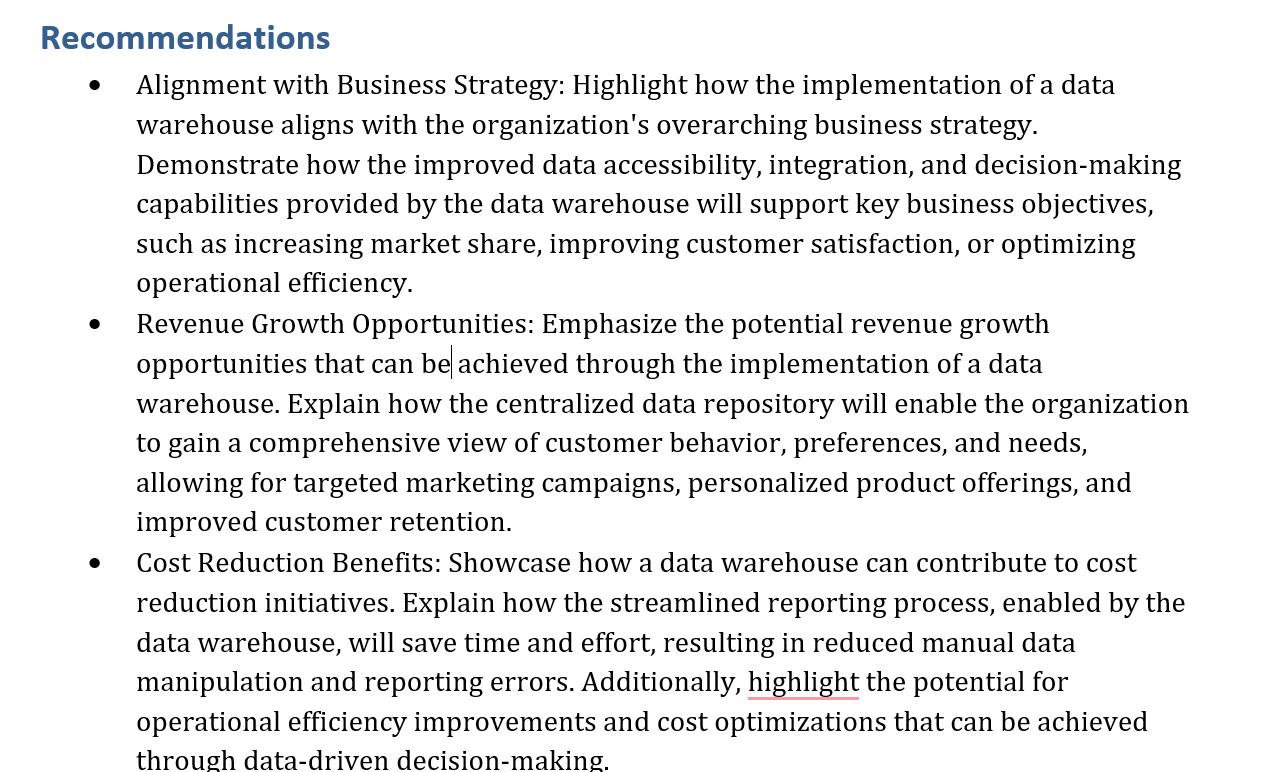 Recommendations
• Alignment with Business Strategy: Highlight how the implementation of a data
warehouse aligns with the organization's overarching business strategy.
Demonstrate how the improved data accessibility, integration, and decision-making
capabilities provided by the data warehouse will support key business objectives,
such as increasing market share, improving customer satisfaction, or optimizing
operational efficiency.
• Revenue Growth Opportunities: Emphasize the potential revenue growth
opportunities that can be achieved through the implementation of a data
warehouse. Explain how the centralized data repository will enable the organization
to gain a comprehensive view of customer behavior, preferences, and needs,
allowing for targeted marketing campaigns, personalized product offerings, and
improved customer retention.
• Cost Reduction Benefits: Showcase how a data warehouse can contribute to cost
reduction initiatives. Explain how the streamlined reporting process, enabled by the
data warehouse, will save time and effort, resulting in reduced manual data
manipulation and reporting errors. Additionally, highlight the potential for
operational efficiency improvements and cost optimizations that can be achieved
through data-driven decision-making.